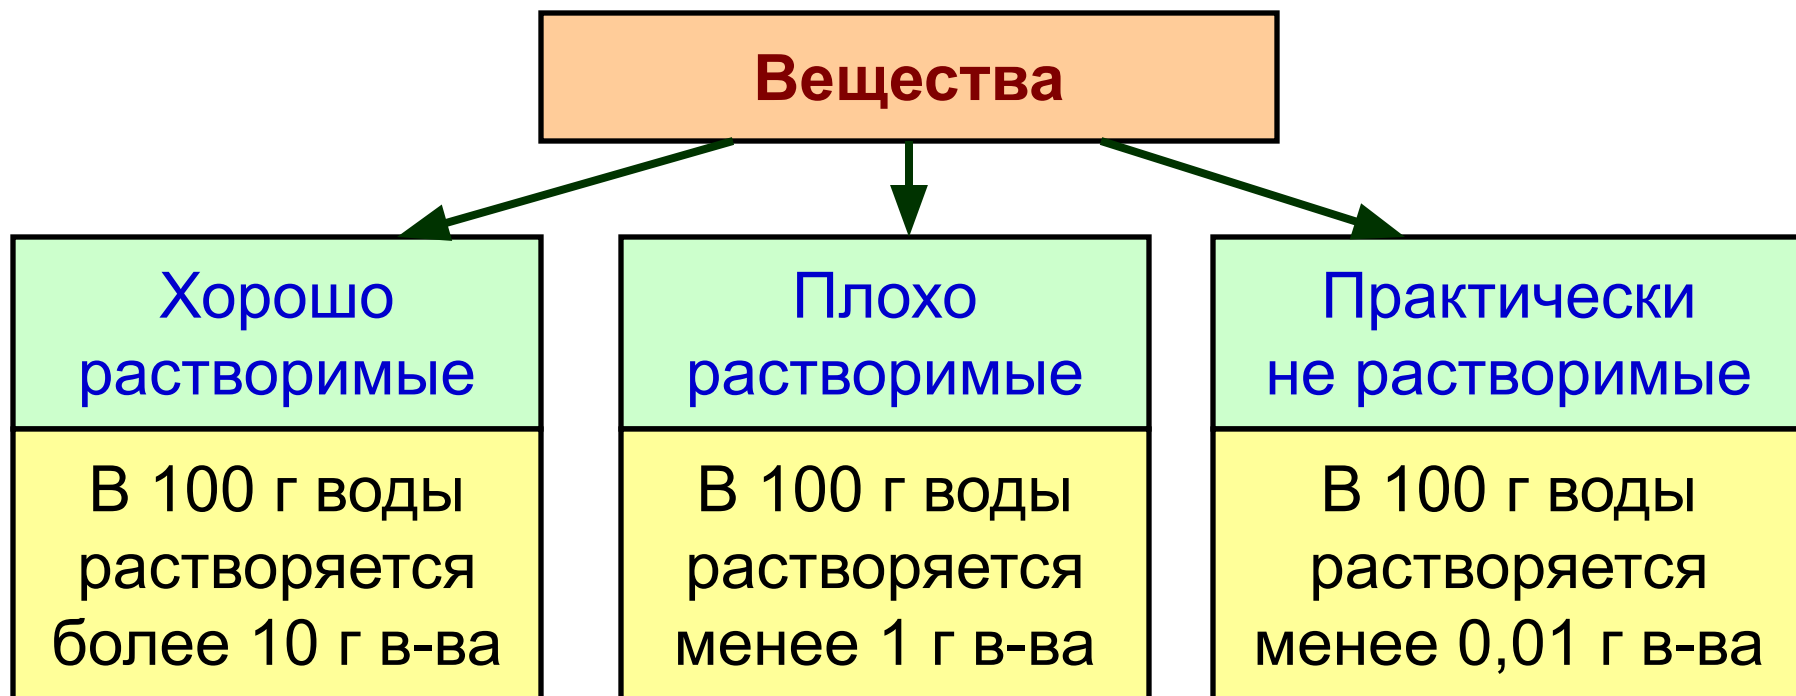 Вещества
Хорошо
растворимые
В 100 г воды
растворяется
более 10 г в-ва
Плохо
растворимые
В 100 г воды
растворяется
менее 1 г в-ва
Практически
не растворимые
В 100 г воды
растворяется
менее 0,01 г в-ва